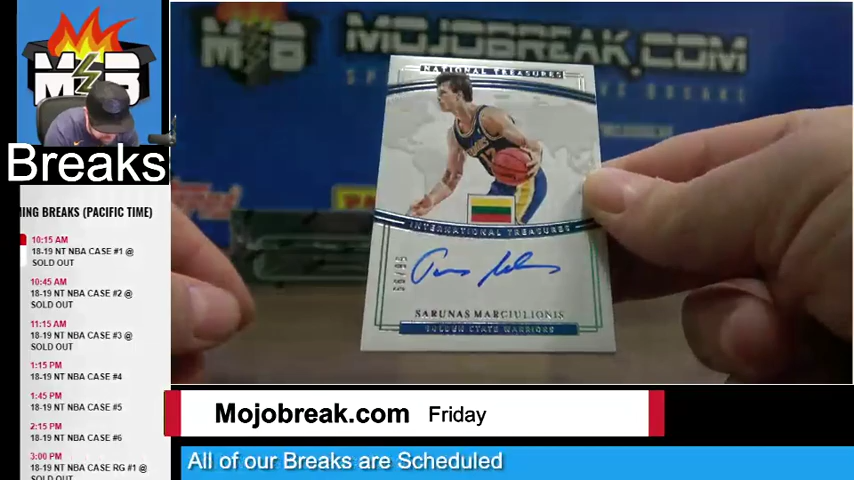 MB
Breaks
MING BREAKS (PACIFIC TIME)
10:15 AM
18-19 NT NBA CASE #1 @
SOLD OUT
10:45 AM
18-19 NT NBA CASE #2 @
SOLD OUT
11:15 AM
18-19 NT NBA CASE #3 @
SOLD OUT
1:15 PM
18-19 NT NBA CASE #4
1:45 PM
18-19 NT NBA CASE #5
2:15 PM
18-19 NT NBA CASE #6
3:00 PM
18-19 NT NBA CASE RG #1 @
SOLD OUT
MB
MOJOBREAK.COM
NATIONAL TREASURES
INTERNATIONAL TREASURES
SARUNAS MARCIULIONIS
GOLDEN STATE WARRIORS
Mojobreak.com Friday
All of our Breaks are Scheduled